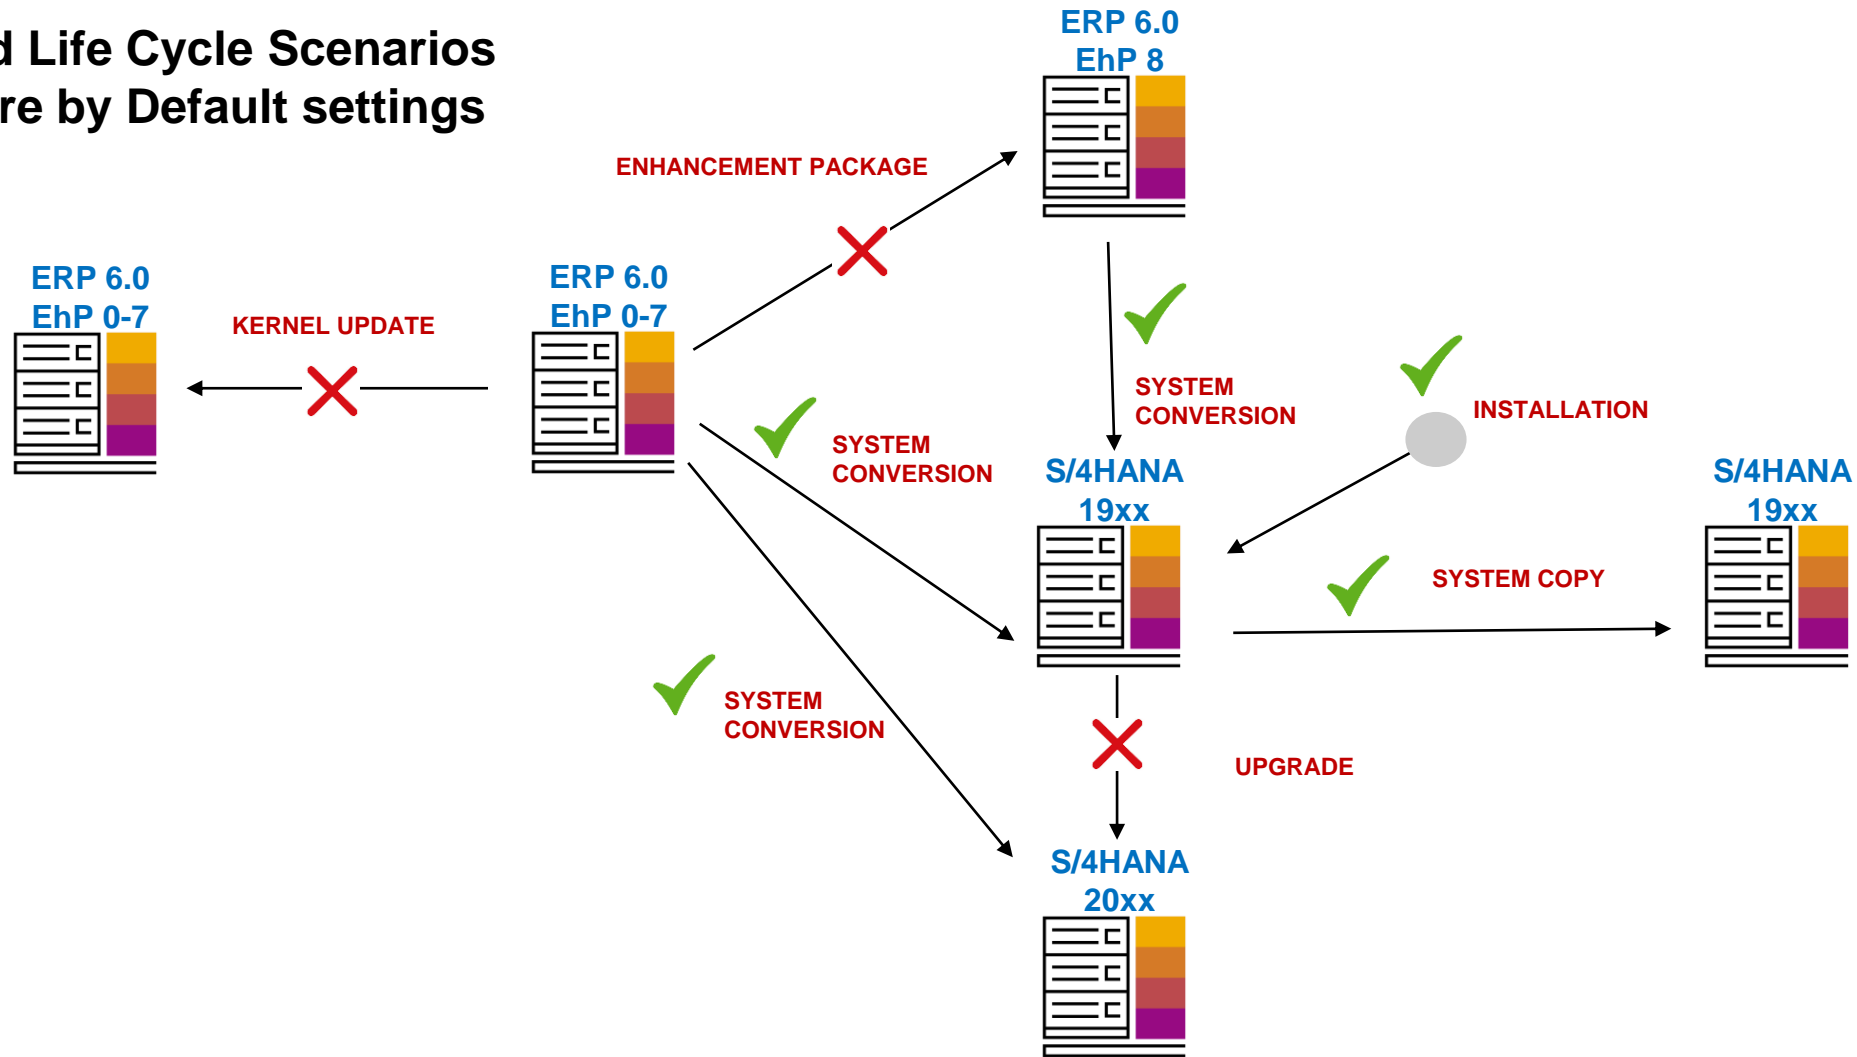 Life Cycle Scenarios
by Default settings
ERP 6.0
EhP 8
ENHANCEMENT PACKAGE
ERP 6.0
EhP 0-7
KERNEL UPDATE
ERP 6.0
EhP 0-7
SYSTEM
CONVERSION
INSTALLATION
SYSTEM
CONVERSION
S/4HANA
19xx
S/4HANA
19xx
SYSTEM COPY
SYSTEM
CONVERSION
UPGRADE
S/4HANA
20xx